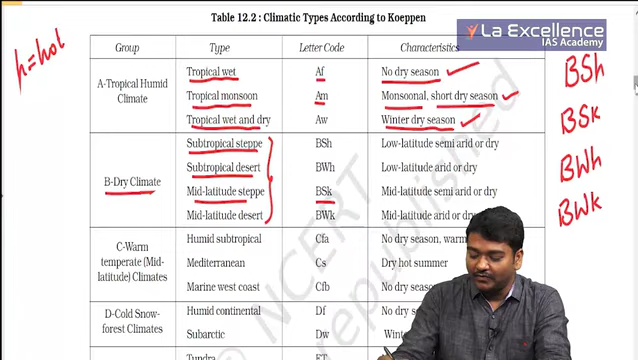 Table 12.2 : Climatic Types According to Koeppen
La Excellence
IAS Academy
h=hot
Group Type Letter Code Characteristics
A-Tropical Humid Climate
Tropical wet Af No dry season
Tropical monsoon Am Monsoonal, short dry season
Tropical wet and dry Aw Winter dry season
B-Dry Climate
Subtropical steppe BSh Low-latitude semi arid or dry
Subtropical desert BWh Low-latitude arid or dry
Mid-latitude steppe BSk Mid-latitude semi arid or dry
Mid-latitude desert BWk Mid-latitude arid or dry
C-Warm temperate (Mid-latitude) Climates
Humid subtropical Cfa No dry season, warm
Mediterranean Cs Dry hot summer
Marine west coast Cfb No dry season
D-Cold Snow-forest Climates
Humid continental Df No dry
Subarctic Dw Winter
Tundra ET
BSh
BSk
BWh
BWk
© NCERT
republished